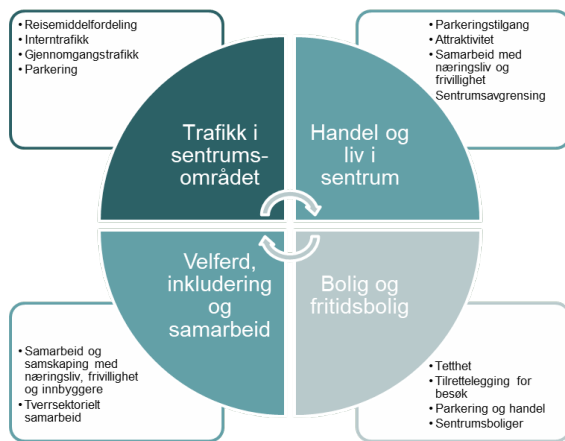 • Reisemiddelfordeling
• Interntrafikk
• Gjennomgangstrafikk
• Parkering
• Parkeringstilgang
• Attraktivitet
• Samarbeid med
næringsliv og
frivillighet
Sentrumsavgrensing
Trafikk i
sentrums-
området
Handel og
liv i
sentrum
Velferd,
inkludering
og
samarbeid
Bolig og
fritidsbolig
• Samarbeid og
samskaping med
næringsliv, frivillighet
og innbyggere
• Tverrsektorielt
samarbeid
• Tetthet
• Tilrettelegging for
besøk
• Parkering og handel
• Sentrumsboliger